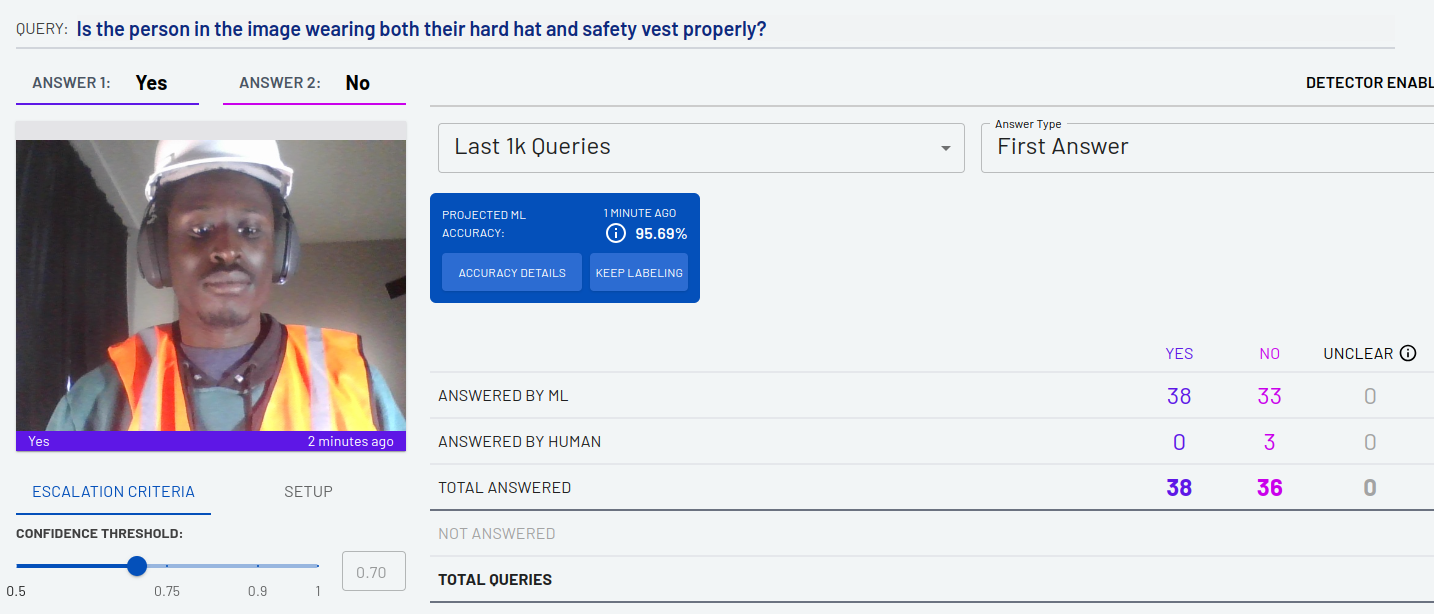 QUERY: Is the person in the image wearing both their hard hat and safety vest properly?
ANSWER 1: Yes ANSWER 2: No
DETECTOR ENABL
Last 1k Queries
Answer Type
First Answer
PROJECTED ML ACCURACY:
1 MINUTE AGO
95.69%
ACCURACY DETAILS KEEP LABELING
Yes 2 minutes ago
YES NO UNCLEAR
ANSWERED BY ML 38 33 0
ANSWERED BY HUMAN 0 3 0
TOTAL ANSWERED 38 36 0
NOT ANSWERED
TOTAL QUERIES
ESCALATION CRITERIA SETUP
CONFIDENCE THRESHOLD:
0.70
0.5 0.75 0.9 1